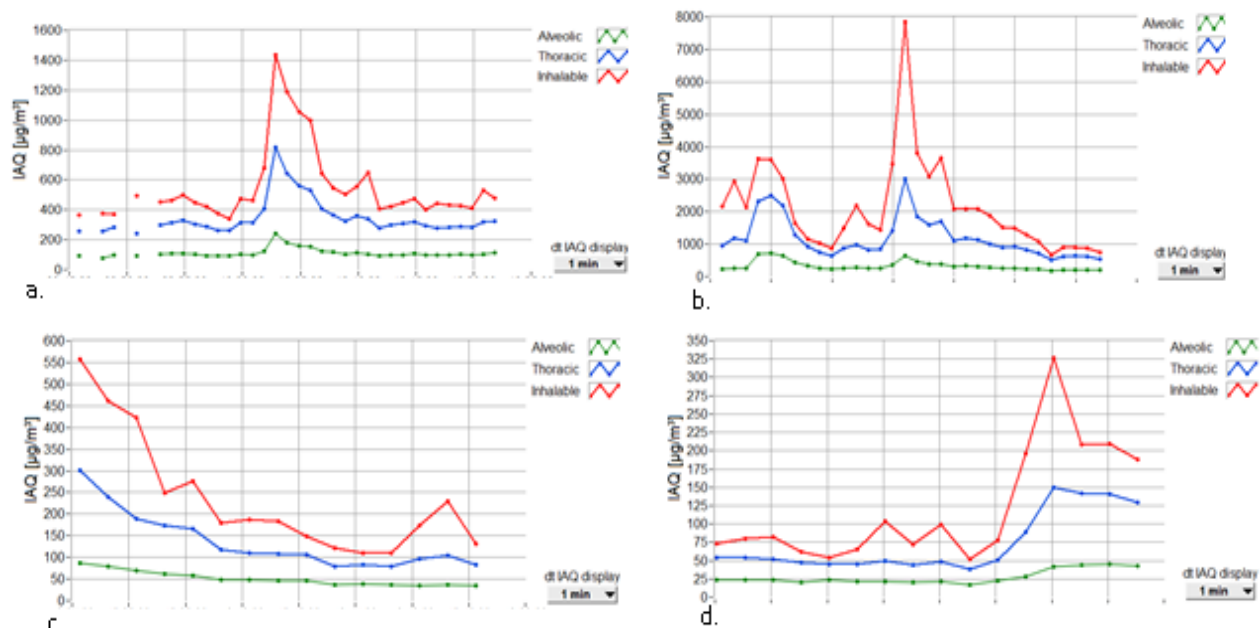 1600
1400
1200
1000
800
600
400
200
0
IAQ [µg/m³]
Alveolic
Thoracic
Inhalable
dt IAQ display
1 min
a.
8000
7000
6000
5000
4000
3000
2000
1000
0
IAQ [µg/m³]
Alveolic
Thoracic
Inhalable
dt IAQ display
1 min
b.
600
550
500
450
400
350
300
250
200
150
100
50
0
IAQ [µg/m³]
Alveolic
Thoracic
Inhalable
dt IAQ display
1 min
350
325
300
275
250
225
200
175
150
125
100
75
50
25
0
IAQ [µg/m³]
Alveolic
Thoracic
Inhalable
dt IAQ display
1 min
d.